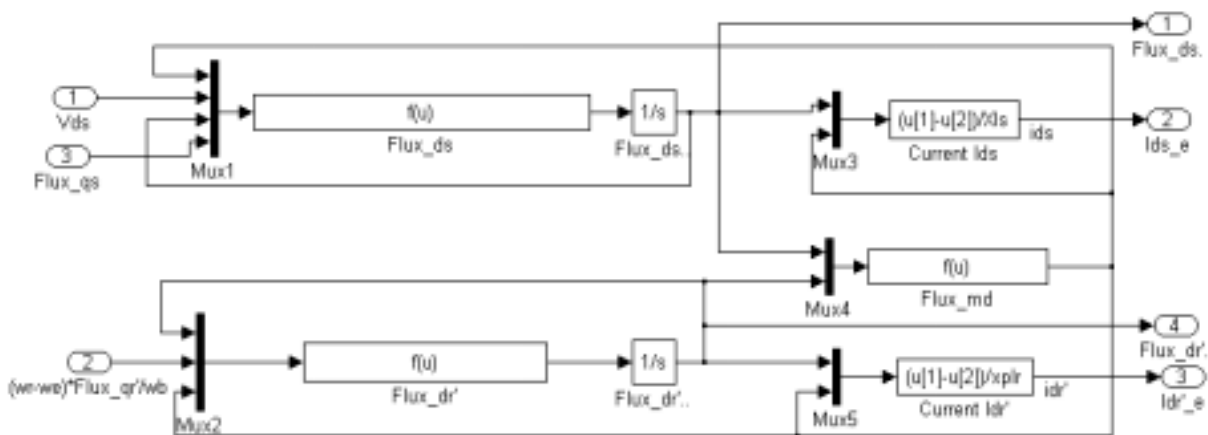 1
Flux_ds.
1
Vds
f(u)
Flux_ds
1/s
Flux_ds..
3
Flux_qs
Mux1
Mux3
(u[1]-u[2])/Xls
Current Ids
ids
2
Ids_e
Mux4
f(u)
Flux_md
4
Flux_dr'.
2
(wr-we)*Flux_qr'/wb
Mux2
f(u)
Flux_dr'
1/s
Flux_dr'..
Mux5
(u[1]-u[2])/xplr
Current Idr'
idr'
3
Idr'_e